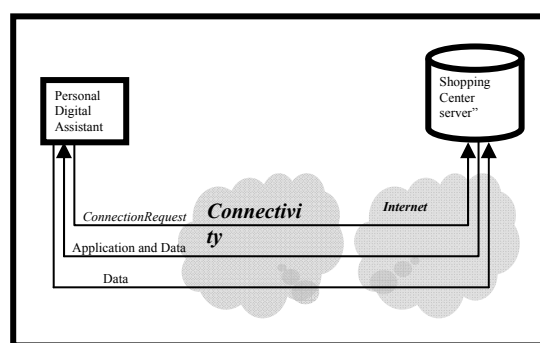 Personal
Digital
Assistant
Shopping
Center
server”
ConnectionRequest
Connectivi
ty
Internet
Application and Data
Data